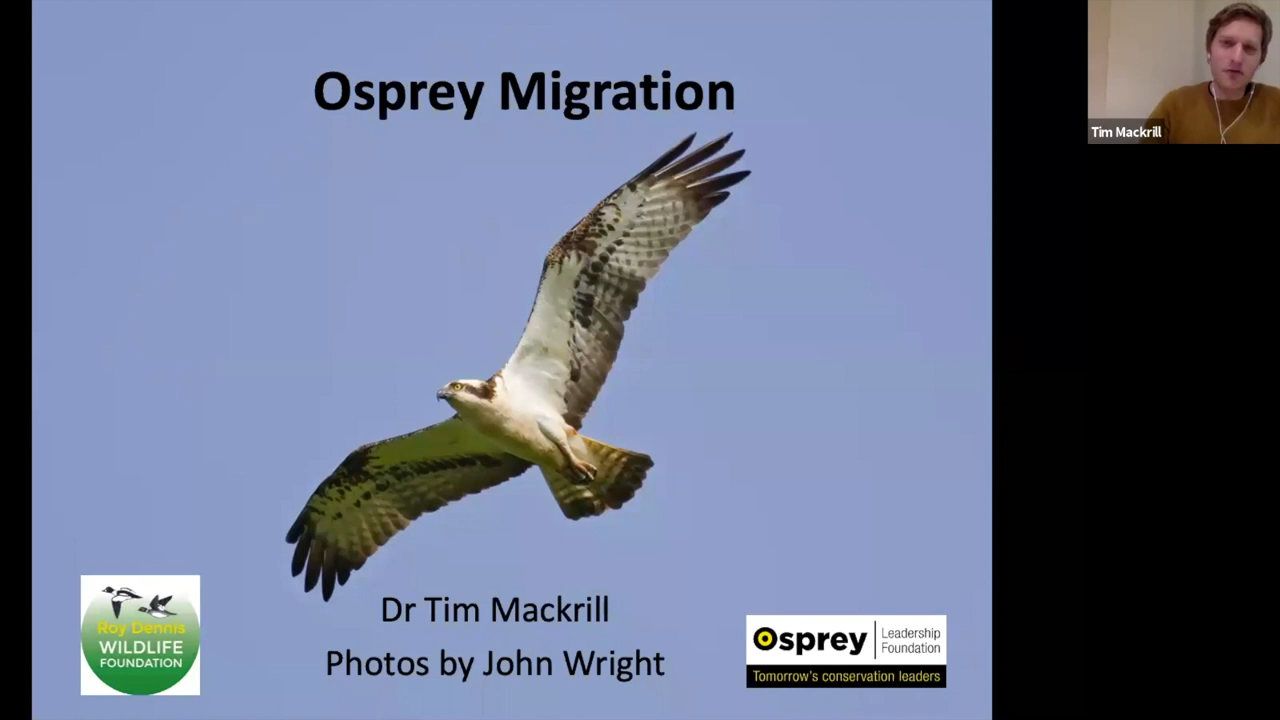 Osprey Migration
Tim Mackrill
Dr Tim Mackrill
Photos by John Wright
Roy Dennis
WILDLIFE
FOUNDATION
Osprey
Leadership
Foundation
Tomorrow's conservation leaders